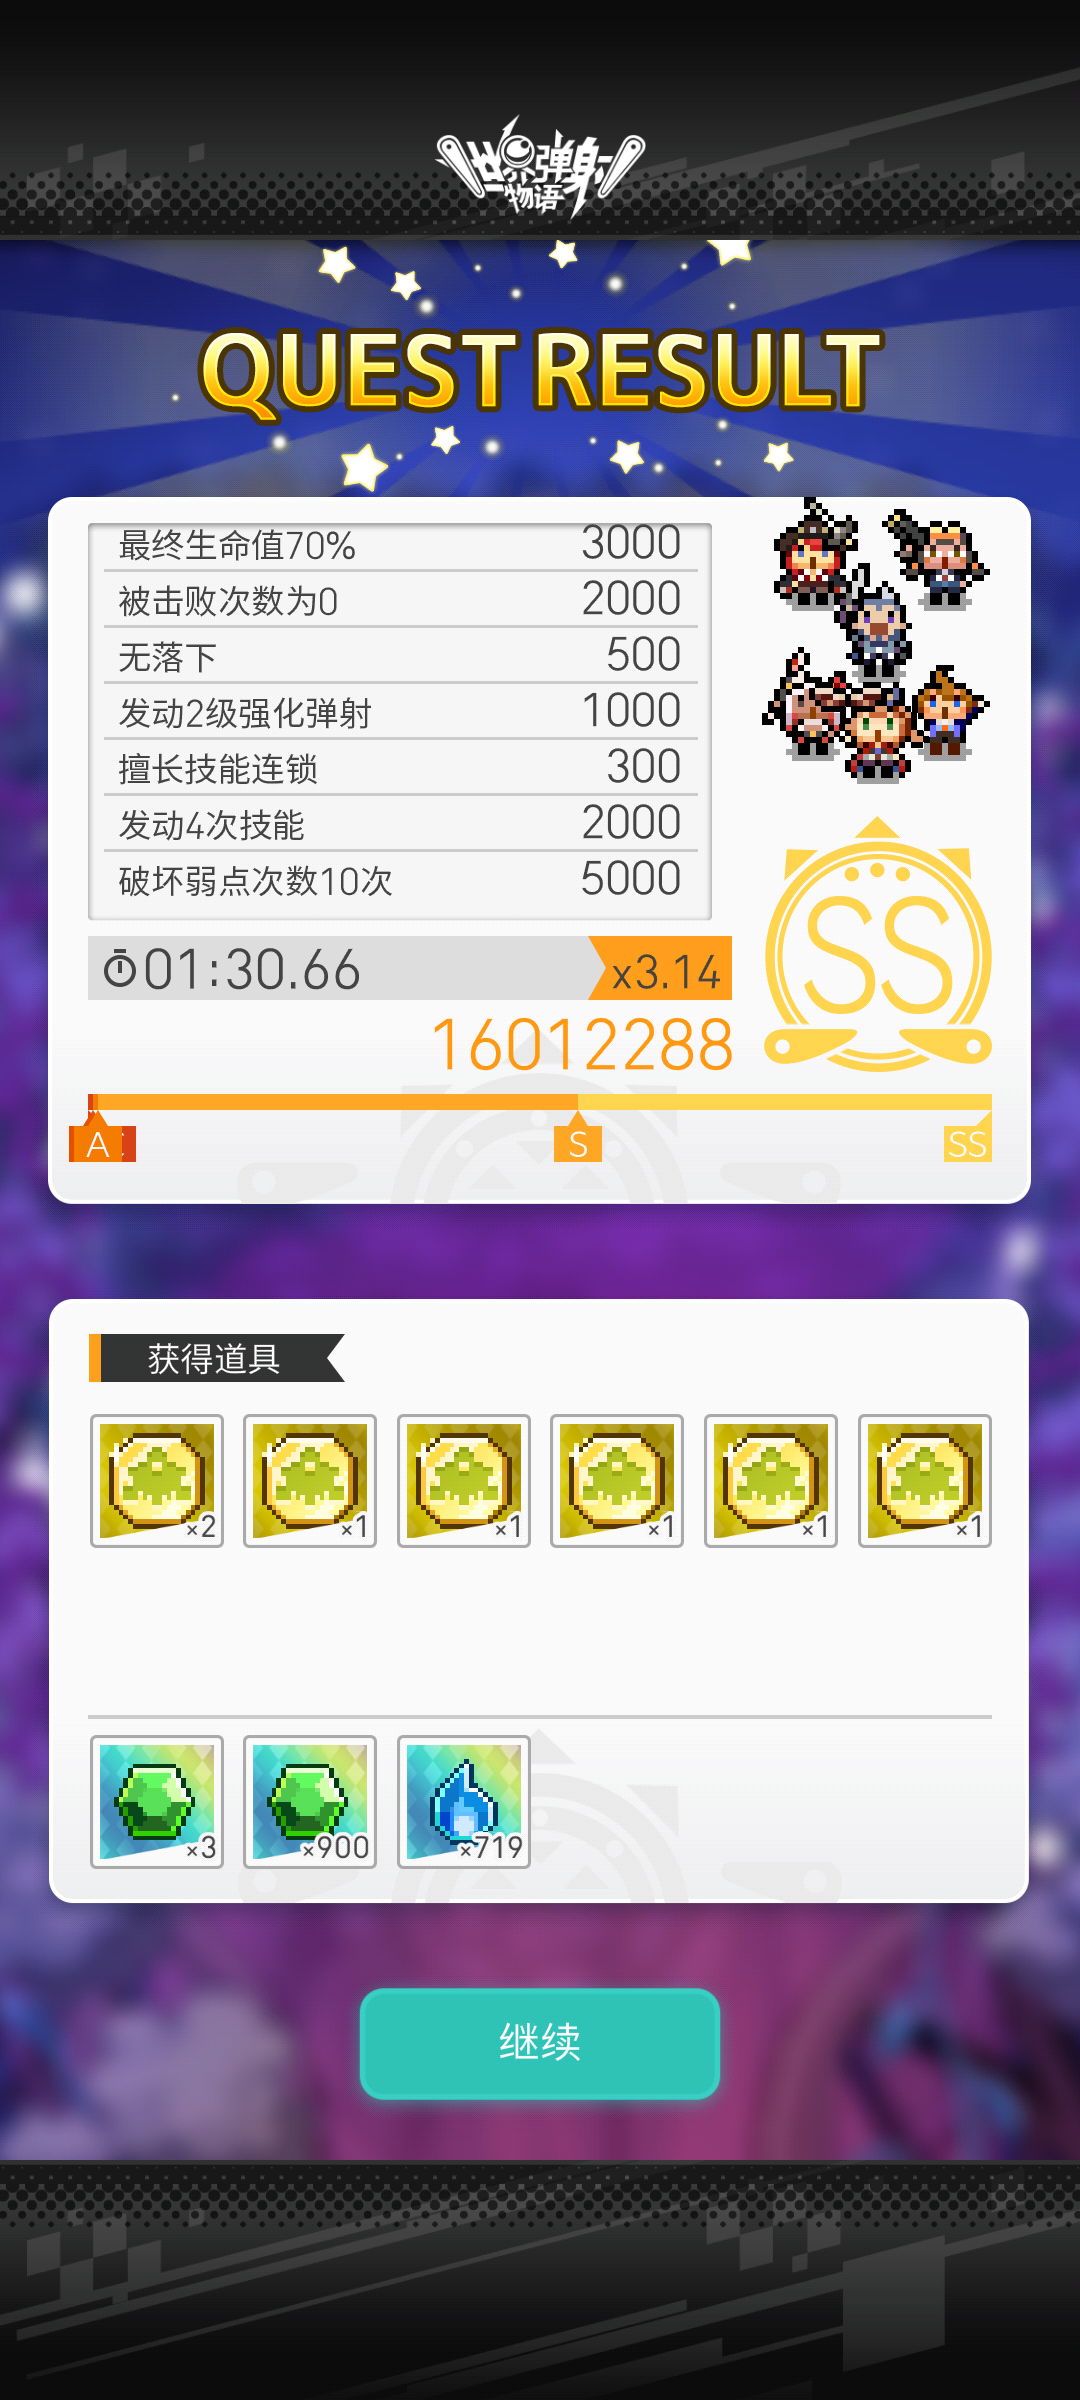 世界弹射
物语
QUEST RESULT
最终生命值70% 3000
被击败次数为0 2000
无落下 500
发动2级强化弹射 1000
擅长技能连锁 300
发动4次技能 2000
破坏弱点次数10次 5000
01:30.66 x3.14
SS
16012288
A S SS
获得道具
×2 ×1 ×1 ×1 ×1 ×1
×3 ×900 ×719
继续